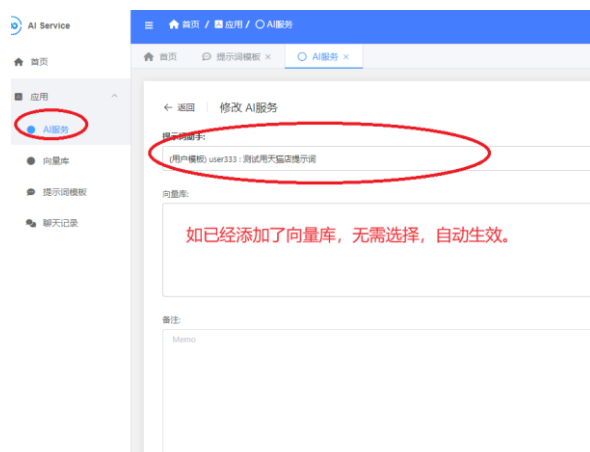 AI Service
首页 / 应用 / AI服务
首页
提示词模板 ×
AI服务 ×
首页
应用
AI服务
向量库
提示词模板
聊天记录
← 返回 修改 AI服务
提示词助手:
(用户模板) user333 : 测试用天猫店提示词
向量库:
如已经添加了向量库，无需选择，自动生效。
备注:
Memo